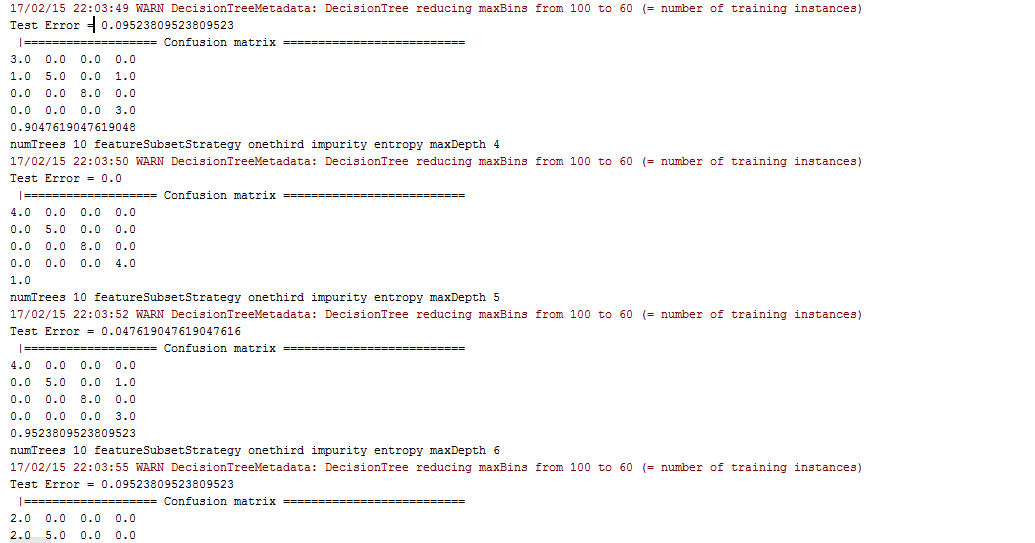 17/02/15 22:03:49 WARN DecisionTreeMetadata: DecisionTree reducing maxBins from 100 to 60 (= number of training instances)
Test Error = 0.09523809523809523
|=================== Confusion matrix ==========================
3.0 0.0 0.0 0.0
1.0 5.0 0.0 1.0
0.0 0.0 8.0 0.0
0.0 0.0 0.0 3.0
0.9047619047619048
numTrees 10 featureSubsetStrategy onethird impurity entropy maxDepth 4
17/02/15 22:03:50 WARN DecisionTreeMetadata: DecisionTree reducing maxBins from 100 to 60 (= number of training instances)
Test Error = 0.0
|=================== Confusion matrix ==========================
4.0 0.0 0.0 0.0
0.0 5.0 0.0 0.0
0.0 0.0 8.0 0.0
0.0 0.0 0.0 4.0
1.0
numTrees 10 featureSubsetStrategy onethird impurity entropy maxDepth 5
17/02/15 22:03:52 WARN DecisionTreeMetadata: DecisionTree reducing maxBins from 100 to 60 (= number of training instances)
Test Error = 0.047619047619047616
|=================== Confusion matrix ==========================
4.0 0.0 0.0 0.0
0.0 5.0 0.0 1.0
0.0 0.0 8.0 0.0
0.0 0.0 0.0 3.0
0.9523809523809523
numTrees 10 featureSubsetStrategy onethird impurity entropy maxDepth 6
17/02/15 22:03:55 WARN DecisionTreeMetadata: DecisionTree reducing maxBins from 100 to 60 (= number of training instances)
Test Error = 0.09523809523809523
|=================== Confusion matrix ==========================
2.0 0.0 0.0 0.0
2.0 5.0 0.0 0.0